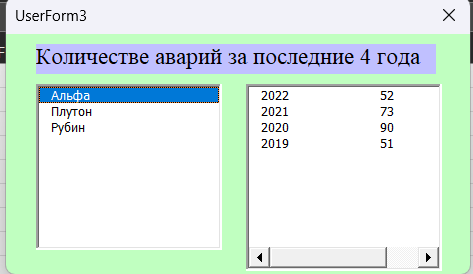 UserForm3
Количестве аварий за последние 4 года
Альфа
Плутон
Рубин
2022 52
2021 73
2020 90
2019 51